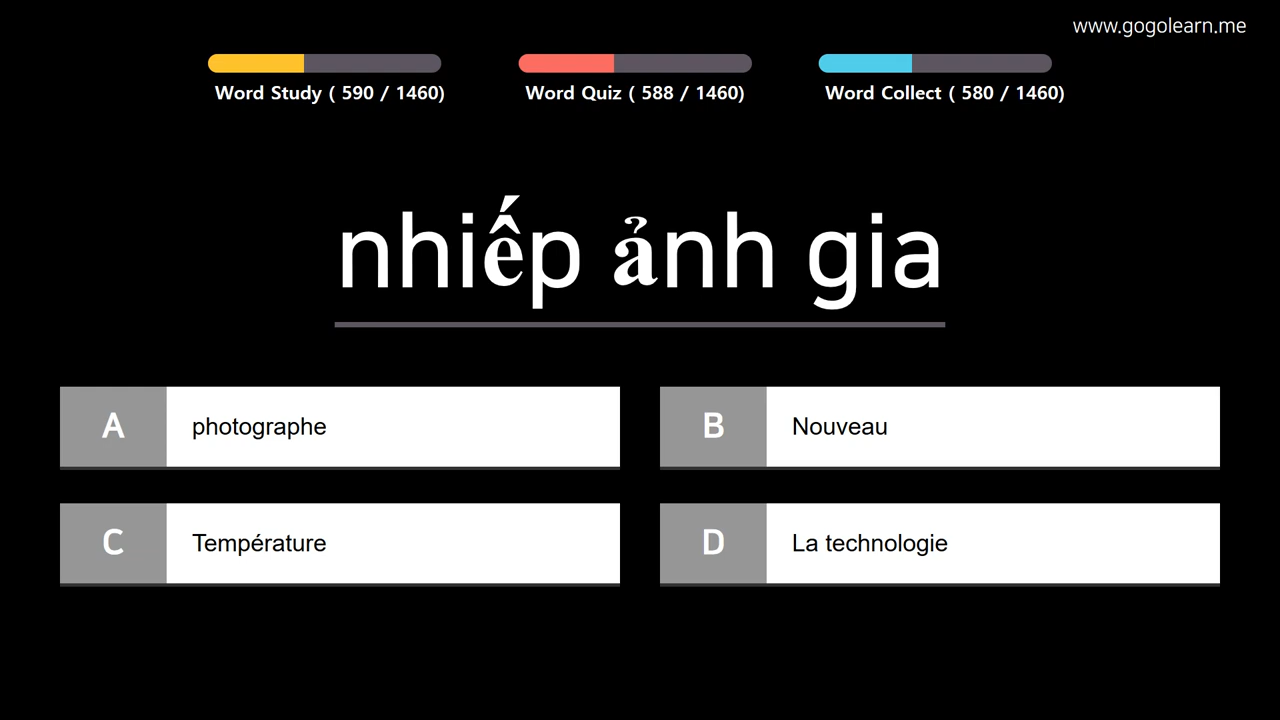 www.gogolearn.me
Word Study ( 590 / 1460)
Word Quiz ( 588 / 1460)
Word Collect ( 580 / 1460)
nhiếp ảnh gia
A photographe
B Nouveau
C Température
D La technologie